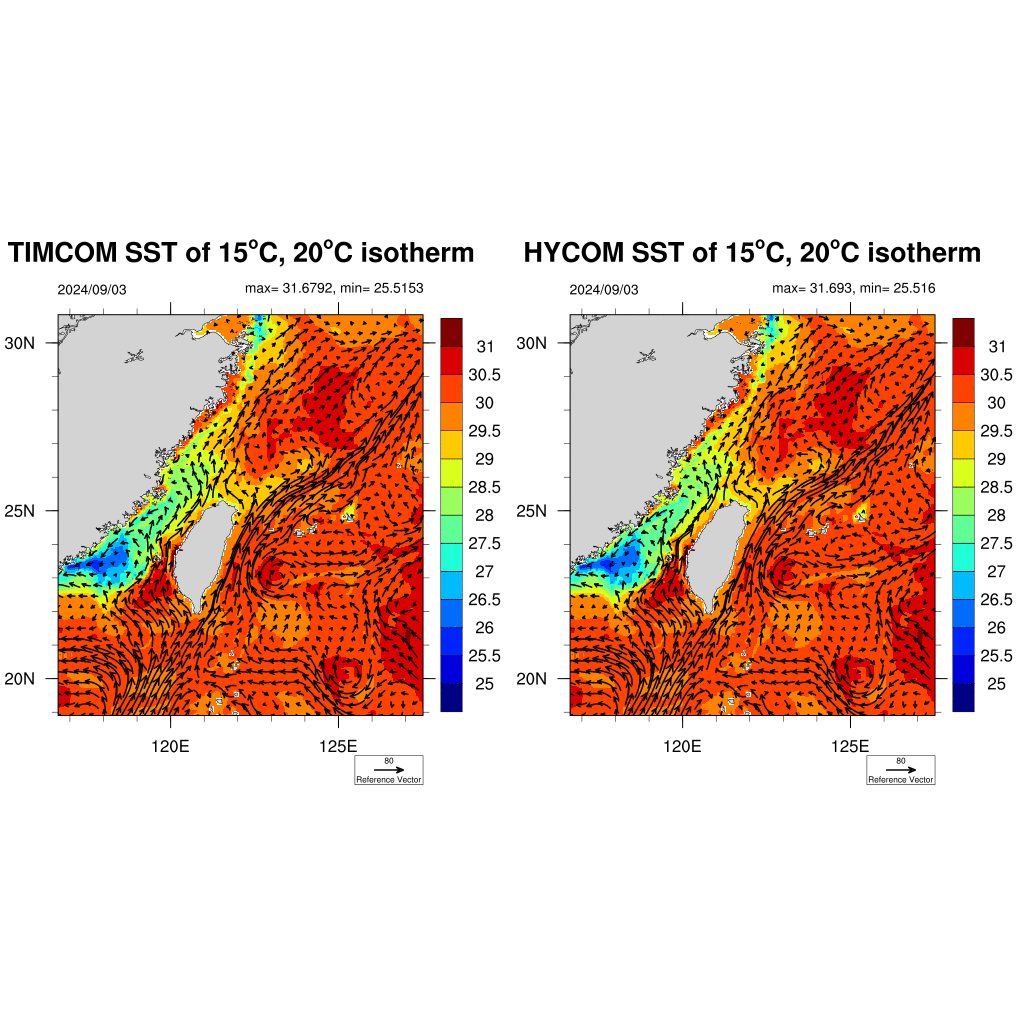 TIMCOM SST of 15°C, 20°C isotherm
2024/09/03
max= 31.6792, min= 25.5153
30N
25N
20N
120E
125E
31
30.5
30
29.5
29
28.5
28
27.5
27
26.5
26
25.5
25
80
Reference Vector
HYCOM SST of 15°C, 20°C isotherm
2024/09/03
max= 31.693, min= 25.516
30N
25N
20N
120E
125E
31
30.5
30
29.5
29
28.5
28
27.5
27
26.5
26
25.5
25
80
Reference Vector